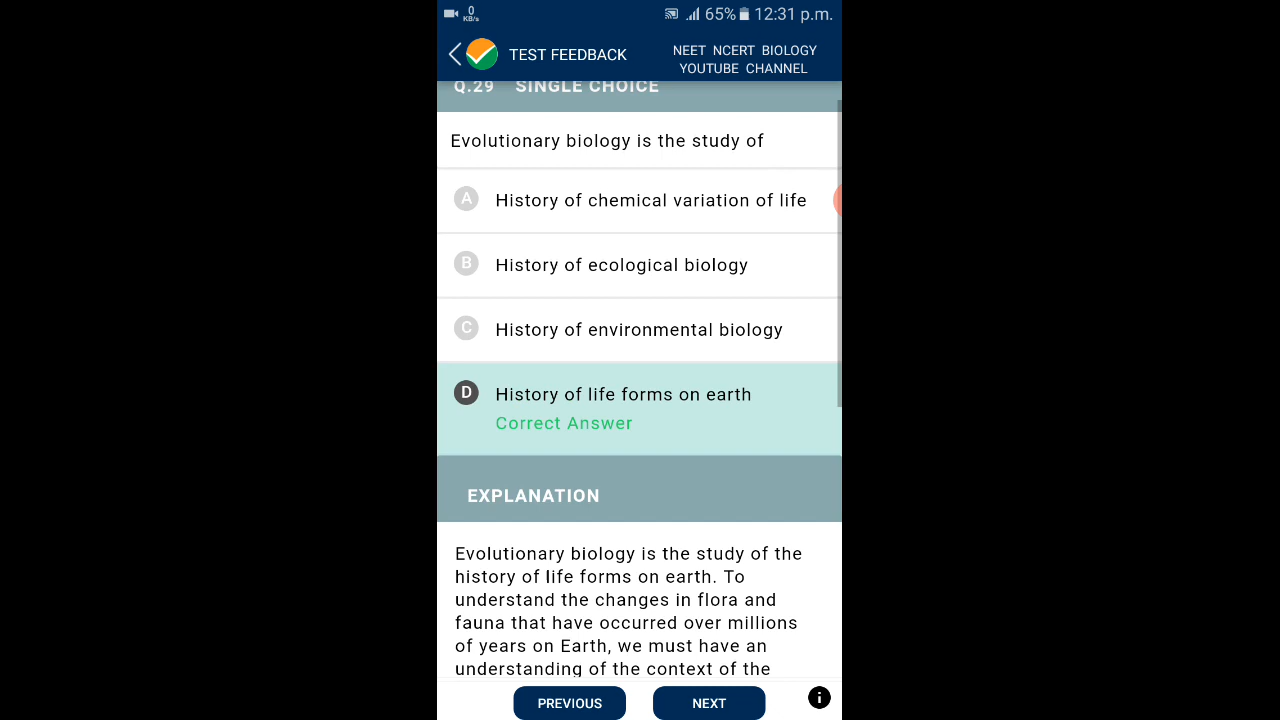 0
KB/s
65% 12:31 p.m.
TEST FEEDBACK
NEET NCERT BIOLOGY
YOUTUBE CHANNEL
Q.29 SINGLE CHOICE
Evolutionary biology is the study of
A History of chemical variation of life
B History of ecological biology
C History of environmental biology
D History of life forms on earth
Correct Answer
EXPLANATION
Evolutionary biology is the study of the
history of life forms on earth. To
understand the changes in flora and
fauna that have occurred over millions
of years on Earth, we must have an
understanding of the context of the
PREVIOUS
NEXT
i